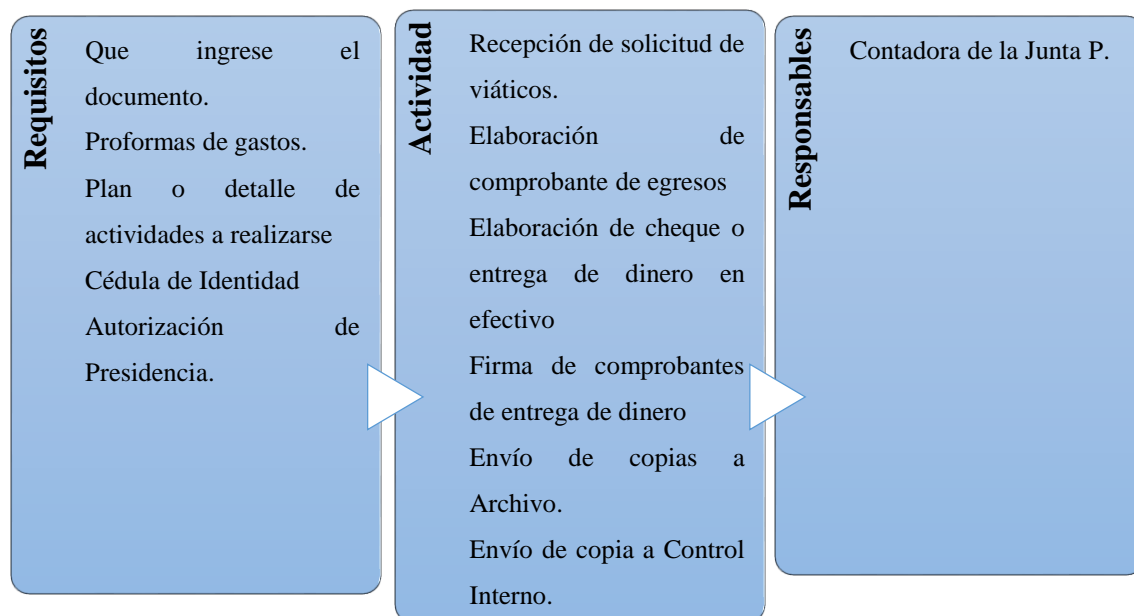 Requisitos
Que ingrese el
documento.
Proformas de gastos.
Plan o detalle de
actividades a realizarse
Cédula de Identidad
Autorización de
Presidencia.
Actividad
Recepción de solicitud de
viáticos.
Elaboración de
comprobante de egresos
Elaboración de cheque o
entrega de dinero en
efectivo
Firma de comprobantes
de entrega de dinero
Envío de copias a
Archivo.
Envío de copia a Control
Interno.
Responsables
Contadora de la Junta P.